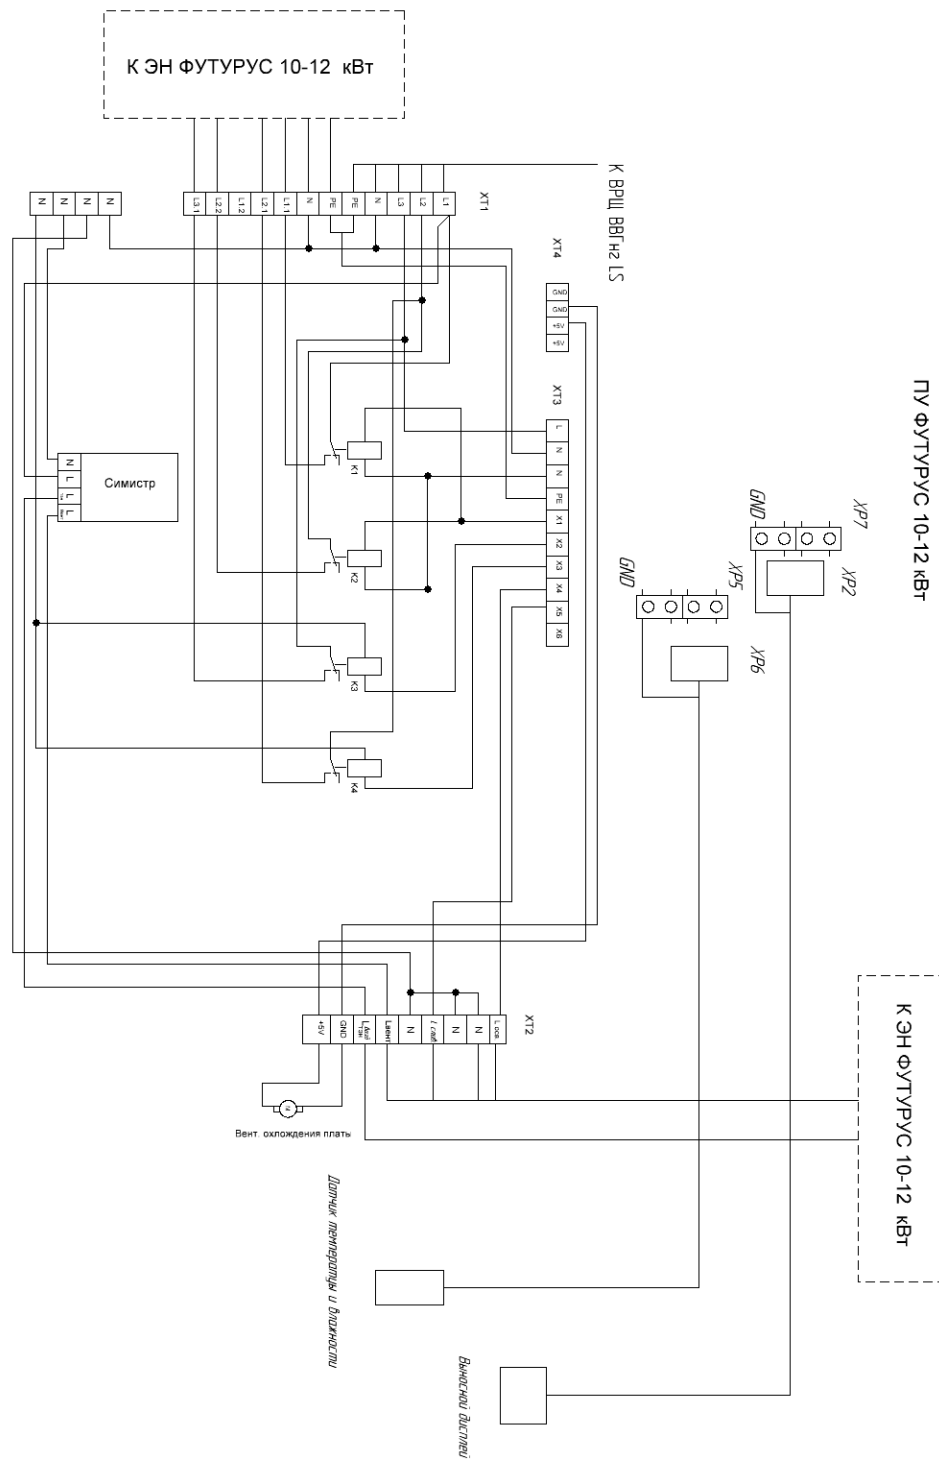 К ЭН ФУТУРУС 10-12 кВт
К ВРЩ ВВГнг LS
ПУ ФУТУРУС 10-12 кВт
N
N
N
N
L3.1
L2.2
L1.2
L2.1
L1.1
N
PE
PE
N
L3
L2
L1
XT1
XT4
GND
GND
+5V
+5V
XT3
L
N
N
PE
X1
X2
X3
X4
X5
X6
N
L
L
L
Симистр
K1
K2
K3
K4
GND
XP7
XP2
GND
XP5
XP6
+5V
GND
Lвент
N
N
N
L осв
XT2
N
Вент. охлождения платы
К ЭН ФУТУРУС 10-12 кВт
Датчик температуры и влажности
Выносной дисплей